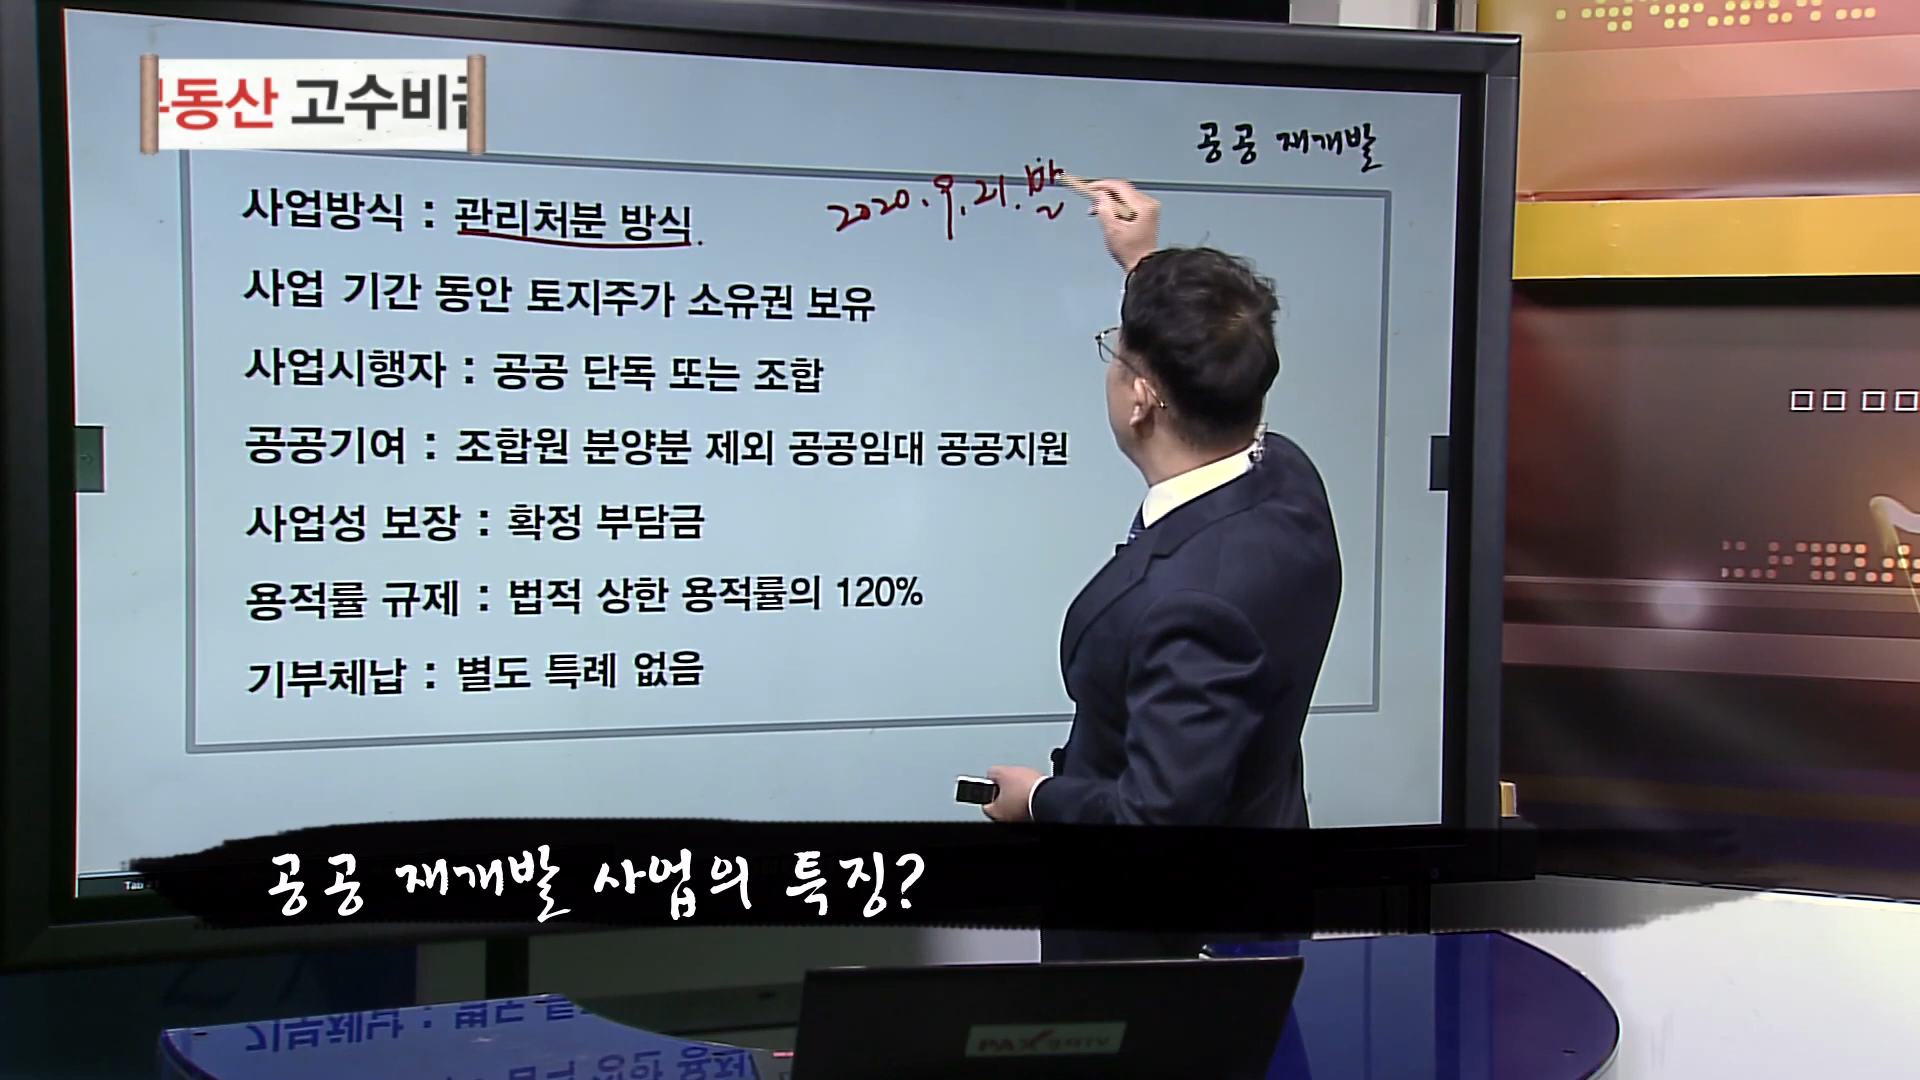 동산 고수비
공공 재개발
2020. 9. 21. 발
사업방식 : 관리처분 방식
사업 기간 동안 토지주가 소유권 보유
사업시행자 : 공공 단독 또는 조합
공공기여 : 조합원 분양분 제외 공공임대 공공지원
사업성 보장 : 확정 부담금
용적률 규제 : 법적 상한 용적률의 120%
기부체납 : 별도 특례 없음
공공 재개발 사업의 특징?